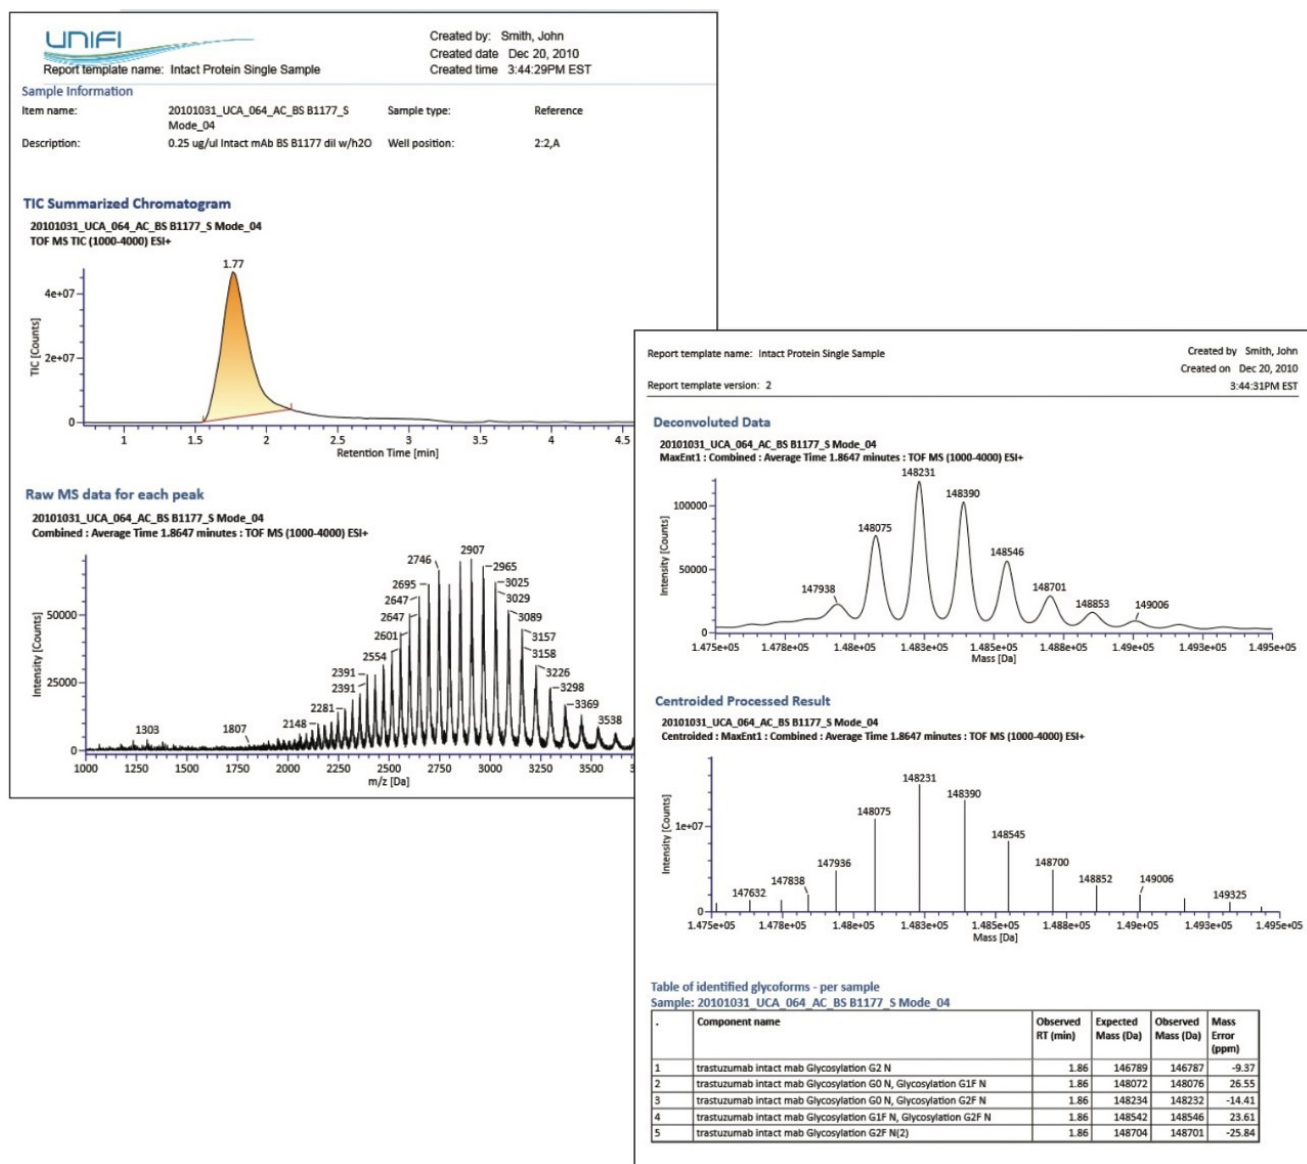 UNIFI
Created by: Smith, John
Created date Dec 20, 2010
Report template name: Intact Protein Single Sample
Created time 3:44:29PM EST
Sample Information
Item name: 20101031_UCA_064_AC_BS B1177_S Sample type: Reference
Mode_04
Description: 0.25 ug/ul Intact mAb BS B1177 dil w/h2O Well position: 2:2,A
TIC Summarized Chromatogram
20101031_UCA_064_AC_BS B1177_S Mode_04
TOF MS TIC (1000-4000) ESI+
1.77
4e+07
2e+07
0
TIC [Counts]
1 1.5 2 2.5 3 3.5 4 4.5
Retention Time [min]
Raw MS data for each peak
20101031_UCA_064_AC_BS B1177_S Mode_04
Combined : Average Time 1.8647 minutes : TOF MS (1000-4000) ESI+
2907
2746
2965
2695
3025
2647
3029
2647
3089
2601
3157
2554
3158
2391
3226
2391
3298
2281
3369
2148
3538
1303
1807
50000
25000
0
Intensity [Counts]
1000 1250 1500 1750 2000 2250 2500 2750 3000 3250 3500
m/z [Da]
Report template name: Intact Protein Single Sample
Created by Smith, John
Created on Dec 20, 2010
Report template version: 2
3:44:31PM EST
Deconvoluted Data
20101031_UCA_064_AC_BS B1177_S Mode_04
MaxEnt1 : Combined : Average Time 1.8647 minutes : TOF MS (1000-4000) ESI+
148231
148390
148075
148546
147938
148701
148853
149006
100000
50000
0
Intensity [Counts]
1.475e+05 1.478e+05 1.48e+05 1.483e+05 1.485e+05 1.488e+05 1.49e+05 1.493e+05 1.495e+05
Mass [Da]
Centroided Processed Result
20101031_UCA_064_AC_BS B1177_S Mode_04
Centroided : MaxEnt1 : Combined : Average Time 1.8647 minutes : TOF MS (1000-4000) ESI+
148231
148390
148075
148545
147936
148700
147838
148852
149006
147632
149325
1e+07
0
Intensity [Counts]
1.475e+05 1.478e+05 1.48e+05 1.483e+05 1.485e+05 1.488e+05 1.49e+05 1.493e+05 1.495e+05
Mass [Da]
Table of identified glycoforms - per sample
Sample: 20101031_UCA_064_AC_BS B1177_S Mode_04
. Component name Observed Expected Observed Mass
RT (min) Mass (Da) Mass (Da) Error
(ppm)
1 trastuzumab intact mab Glycosylation G2 N 1.86 146789 146787 -9.37
2 trastuzumab intact mab Glycosylation G0 N, Glycosylation G1F N 1.86 148072 148076 26.55
3 trastuzumab intact mab Glycosylation G0 N, Glycosylation G2F N 1.86 148234 148232 -14.41
4 trastuzumab intact mab Glycosylation G1F N, Glycosylation G2F N 1.86 148542 148546 23.61
5 trastuzumab intact mab Glycosylation G2F N(2) 1.86 148704 148701 -25.84